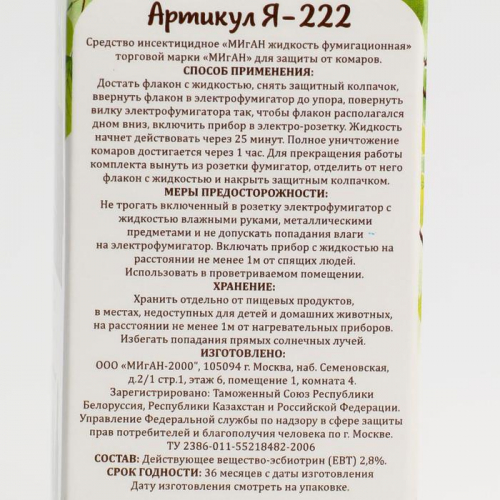 Артикул Я-222
Средство инсектицидное «МИгАН жидкость фумигационная»
торговой марки «МИгАН» для защиты от комаров.
СПОСОБ ПРИМЕНЕНИЯ:
Достать флакон с жидкостью, снять защитный колпачок,
ввернуть флакон в электрофумигатор до упора, повернуть
вилку электрофумигатора так, чтобы флакон располагался
дном вниз, включить прибор в электро-розетку. Жидкость
начнет действовать через 25 минут. Полное уничтожение
комаров достигается через 1 час. Для прекращения работы
комплекта вынуть из розетки фумигатор, отделить от него
флакон с жидкостью и накрыть защитным колпачком.
МЕРЫ ПРЕДОСТОРОЖНОСТИ:
Не трогать включенный в розетку электрофумигатор с
жидкостью влажными руками, металлическими
предметами и не допускать попадания влаги
на электрофумигатор. Включать прибор с жидкостью на
расстоянии не менее 1м от спящих людей.
Использовать в проветриваемом помещении.
ХРАНЕНИЕ:
Хранить отдельно от пищевых продуктов,
в местах, недоступных для детей и домашних животных,
на расстоянии не менее 1м от нагревательных приборов.
Избегать попадания прямых солнечных лучей.
ИЗГОТОВЛЕНО:
ООО «МИгАН-2000", 105094 г. Москва, наб. Семеновская,
д.2/1 стр.1, этаж 6, помещение 1, комната 4.
Зарегистрировано: Таможенный Союз Республики
Белоруссия, Республики Казахстан и Российской Федерации.
Управление Федеральной службы по надзору в сфере защиты
прав потребителей и благополучия человека по г. Москве.
ТУ 2386-011-55218482-2006
СОСТАВ: Действующее вещество-эсбиотрин (ЕВТ) 2,8%.
СРОК ГОДНОСТИ: 36 месяцев с даты изготовления
Дату изготовления смотреть на упаковке.